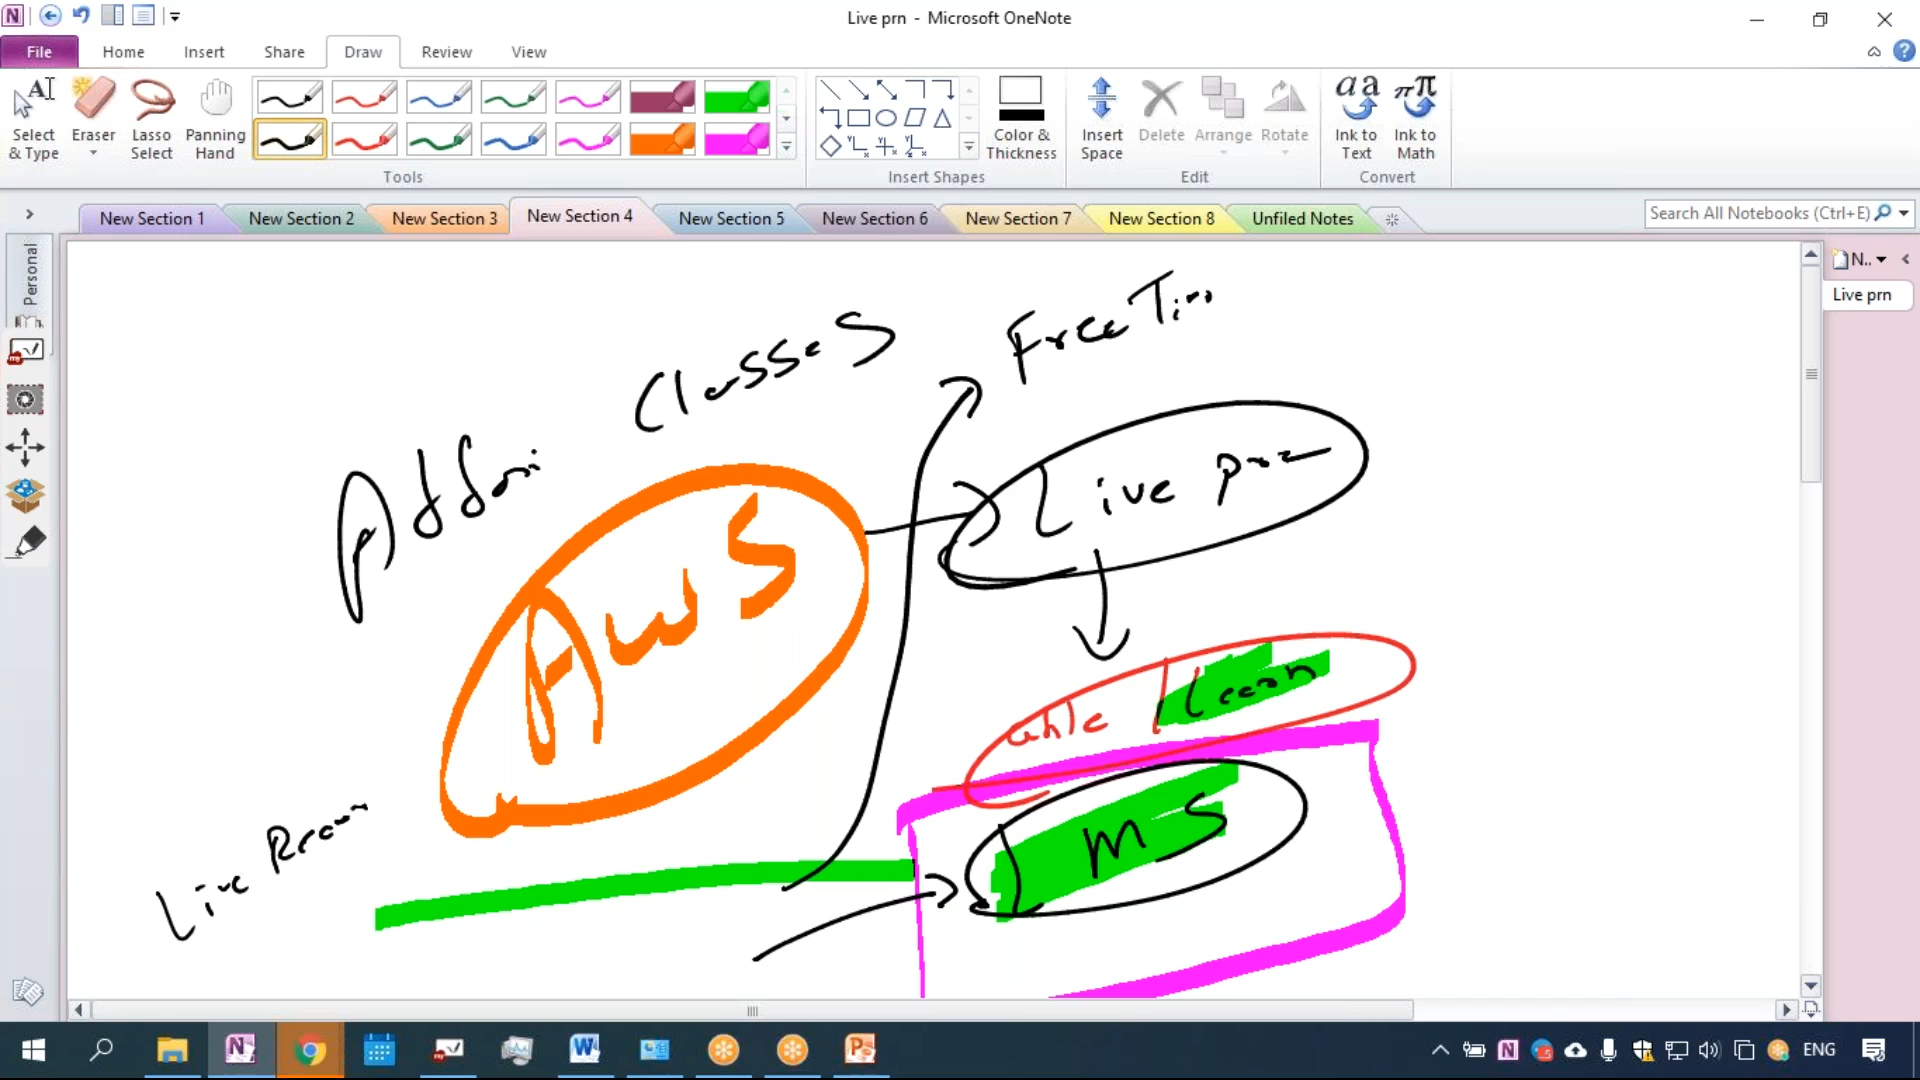 Live prn - Microsoft OneNote
File Home Insert Share Draw Review View
Select & Type
Eraser
Lasso Select
Panning Hand
Color & Thickness
Insert Space
Delete
Arrange
Rotate
Ink to Text
Ink to Math
Tools
Insert Shapes
Edit
Convert
New Section 1 New Section 2 New Section 3 New Section 4 New Section 5 New Section 6 New Section 7 New Section 8 Unfiled Notes
Search All Notebooks (Ctrl+E)
Personal
N..
Live prn
Free
Classes
Live
AWS
MS
Live
ENG